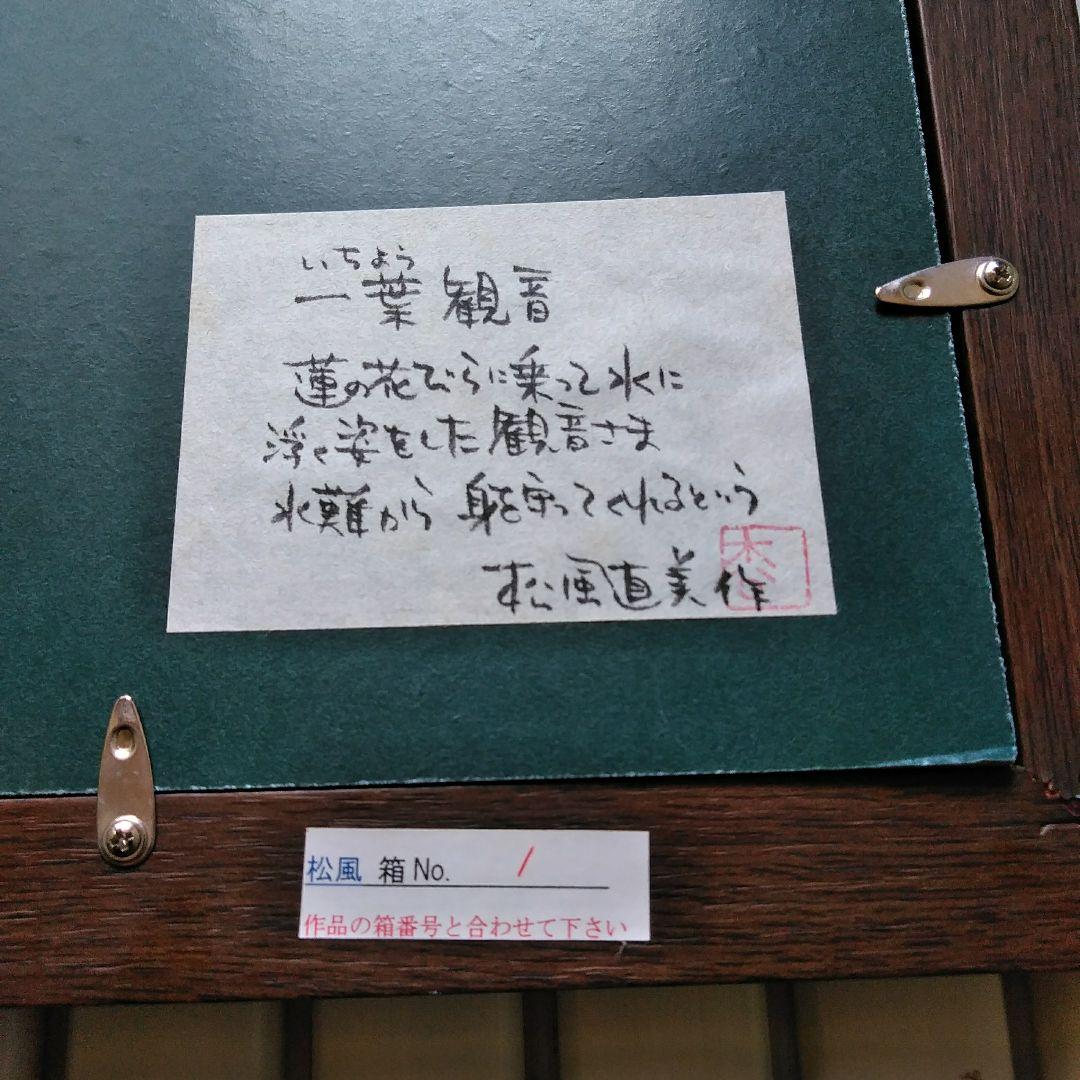 いちよう
一葉観音
蓮の花びらに乗って水に
浮く姿をした観音さま
水難から 身を守ってくれるという
松風直美作
松風 箱No. 1
作品の箱番号と合わせて下さい